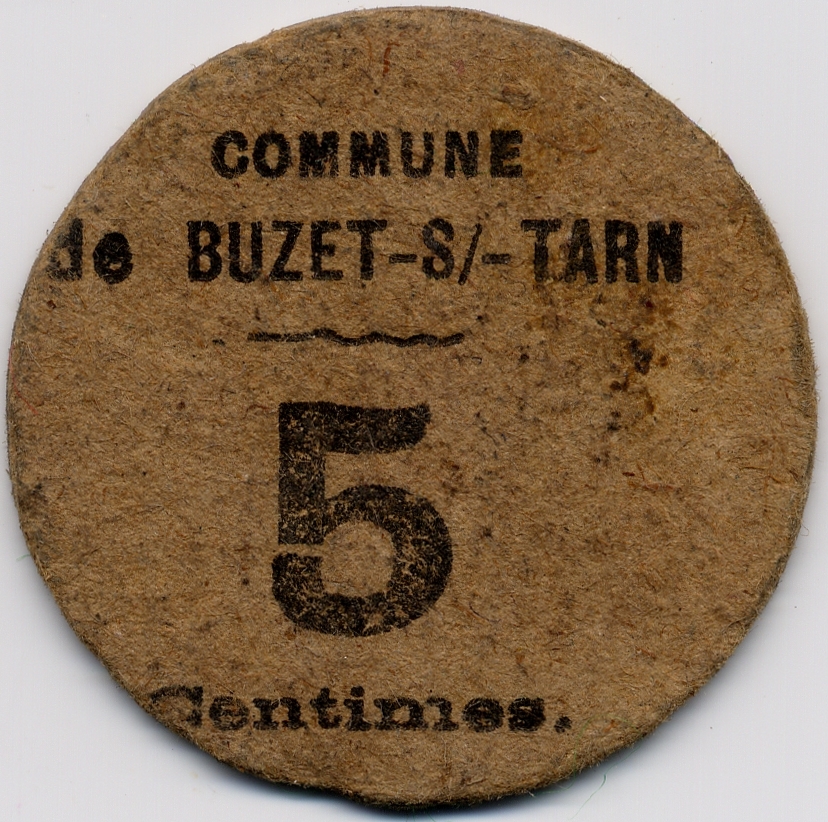 COMMUNE
de BUZET-S/-TARN
5
Centimes.